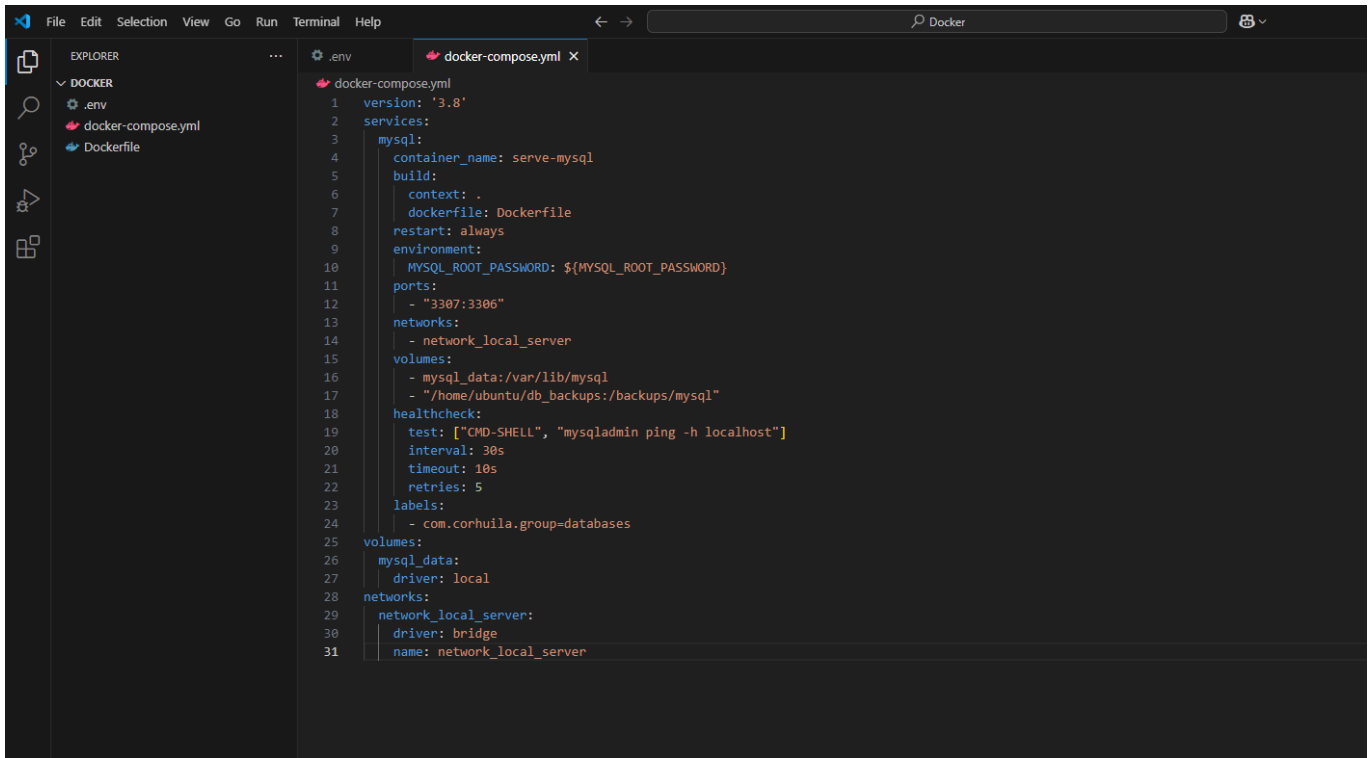 File Edit Selection View Go Run Terminal Help
Docker
EXPLORER
.env
docker-compose.yml
DOCKER
.env
docker-compose.yml
Dockerfile
docker-compose.yml
1 version: '3.8'
2 services:
3 mysql:
4 container_name: serve-mysql
5 build:
6 context: .
7 dockerfile: Dockerfile
8 restart: always
9 environment:
10 MYSQL_ROOT_PASSWORD: ${MYSQL_ROOT_PASSWORD}
11 ports:
12 - "3307:3306"
13 networks:
14 - network_local_server
15 volumes:
16 - mysql_data:/var/lib/mysql
17 - "/home/ubuntu/db_backups:/backups/mysql"
18 healthcheck:
19 test: ["CMD-SHELL", "mysqladmin ping -h localhost"]
20 interval: 30s
21 timeout: 10s
22 retries: 5
23 labels:
24 - com.corhuila.group=databases
25 volumes:
26 mysql_data:
27 driver: local
28 networks:
29 network_local_server:
30 driver: bridge
31 name: network_local_server